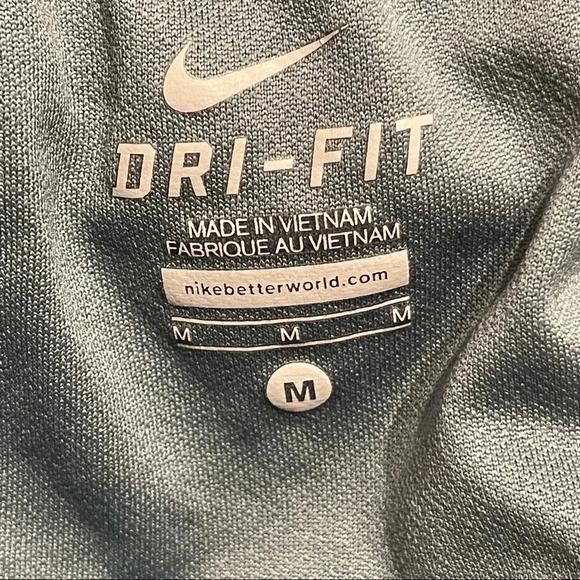 DRI-FIT
MADE IN VIETNAM
FABRIQUE AU VIETNAM
nikebetterworld.com
M M M
M